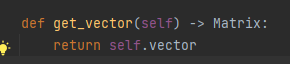 def get_vector(self) -> Matrix:
    return self.vector